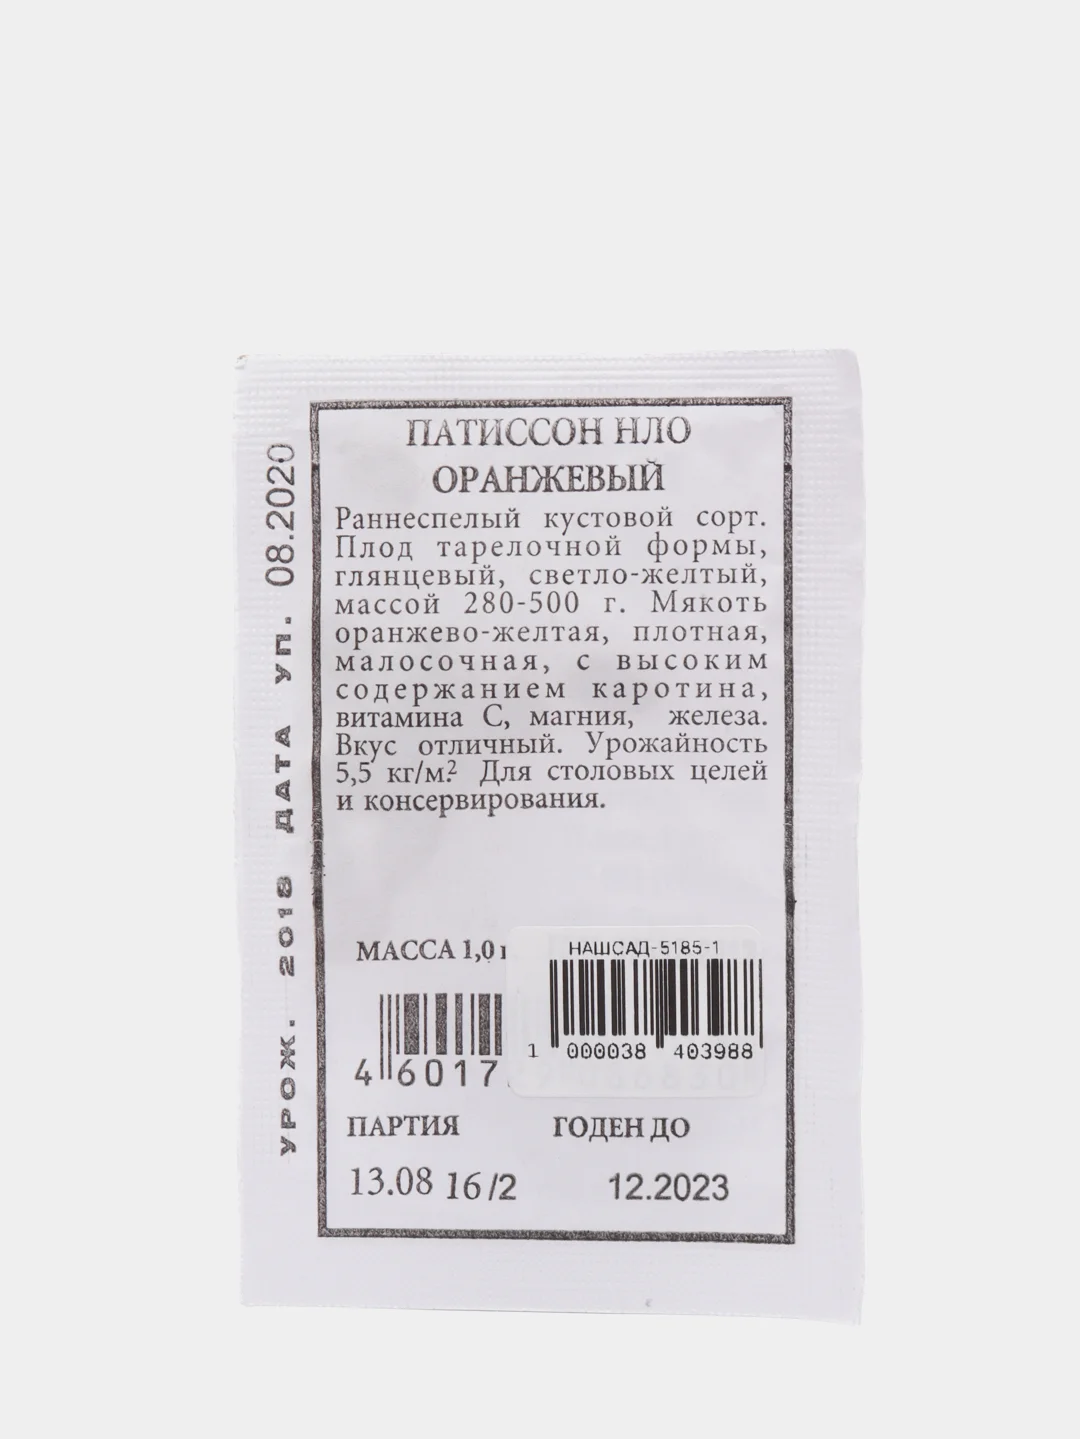 ПАТИССОН НЛО
ОРАНЖЕВЫЙ
Раннеспелый кустовой сорт.
Плод тарелочной формы,
глянцевый, светло-желтый,
массой 280-500 г. Мякоть
оранжево-желтая, плотная,
малосочная, с высоким
содержанием каротина,
витамина С, магния, железа.
Вкус отличный. Урожайность
5,5 кг/м² Для столовых целей
и консервирования.
МАССА 1,0
НАШСАД-5185-1
1 000038 403988
4 6017
ПАРТИЯ ГОДЕН ДО
13.08 16/2 12.2023
УРОЖ. 2018 ДАТА УП. 08.2020